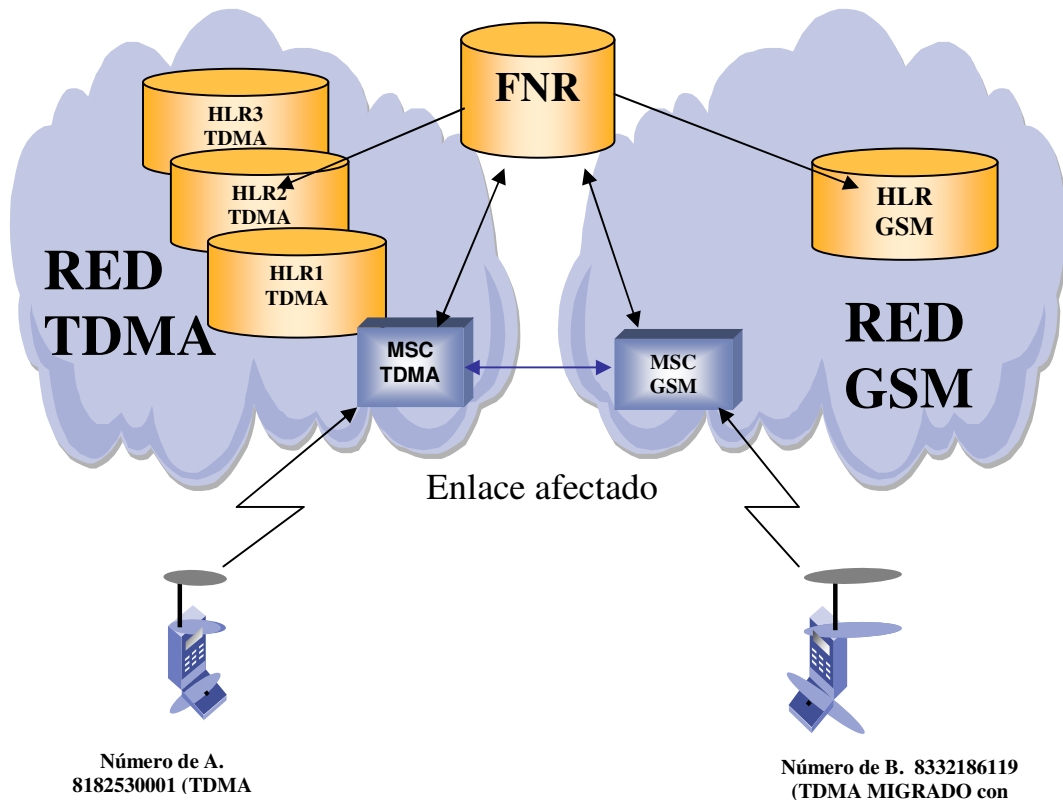 FNR
HLR3
TDMA
HLR2
TDMA
HLR1
TDMA
HLR
GSM
RED
TDMA
RED
GSM
MSC
TDMA
MSC
GSM
Enlace afectado
Número de A.
8182530001 (TDMA
Número de B. 8332186119
(TDMA MIGRADO con